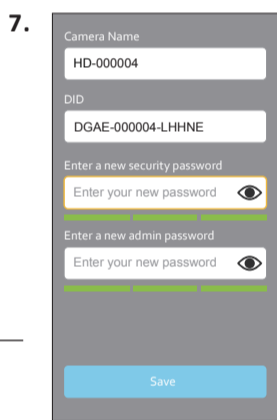 7.
Camera Name
HD-000004
DID
DGAE-000004-LHHNE
Enter a new security password
Enter your new password
Enter a new admin password
Enter your new password
Save